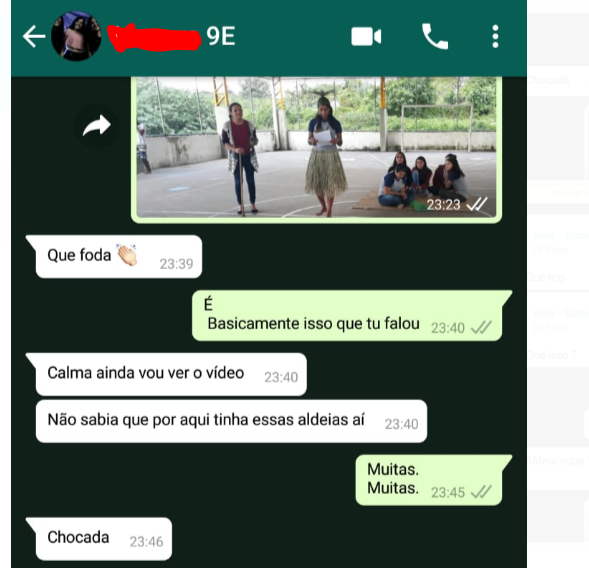 9E
23:23
Que foda 👏🏻
23:39
É
Basicamente isso que tu falou 23:40
Calma ainda vou ver o vídeo 23:40
Não sabia que por aqui tinha essas aldeias aí 23:40
Muitas.
Muitas. 23:45
Chocada 23:46